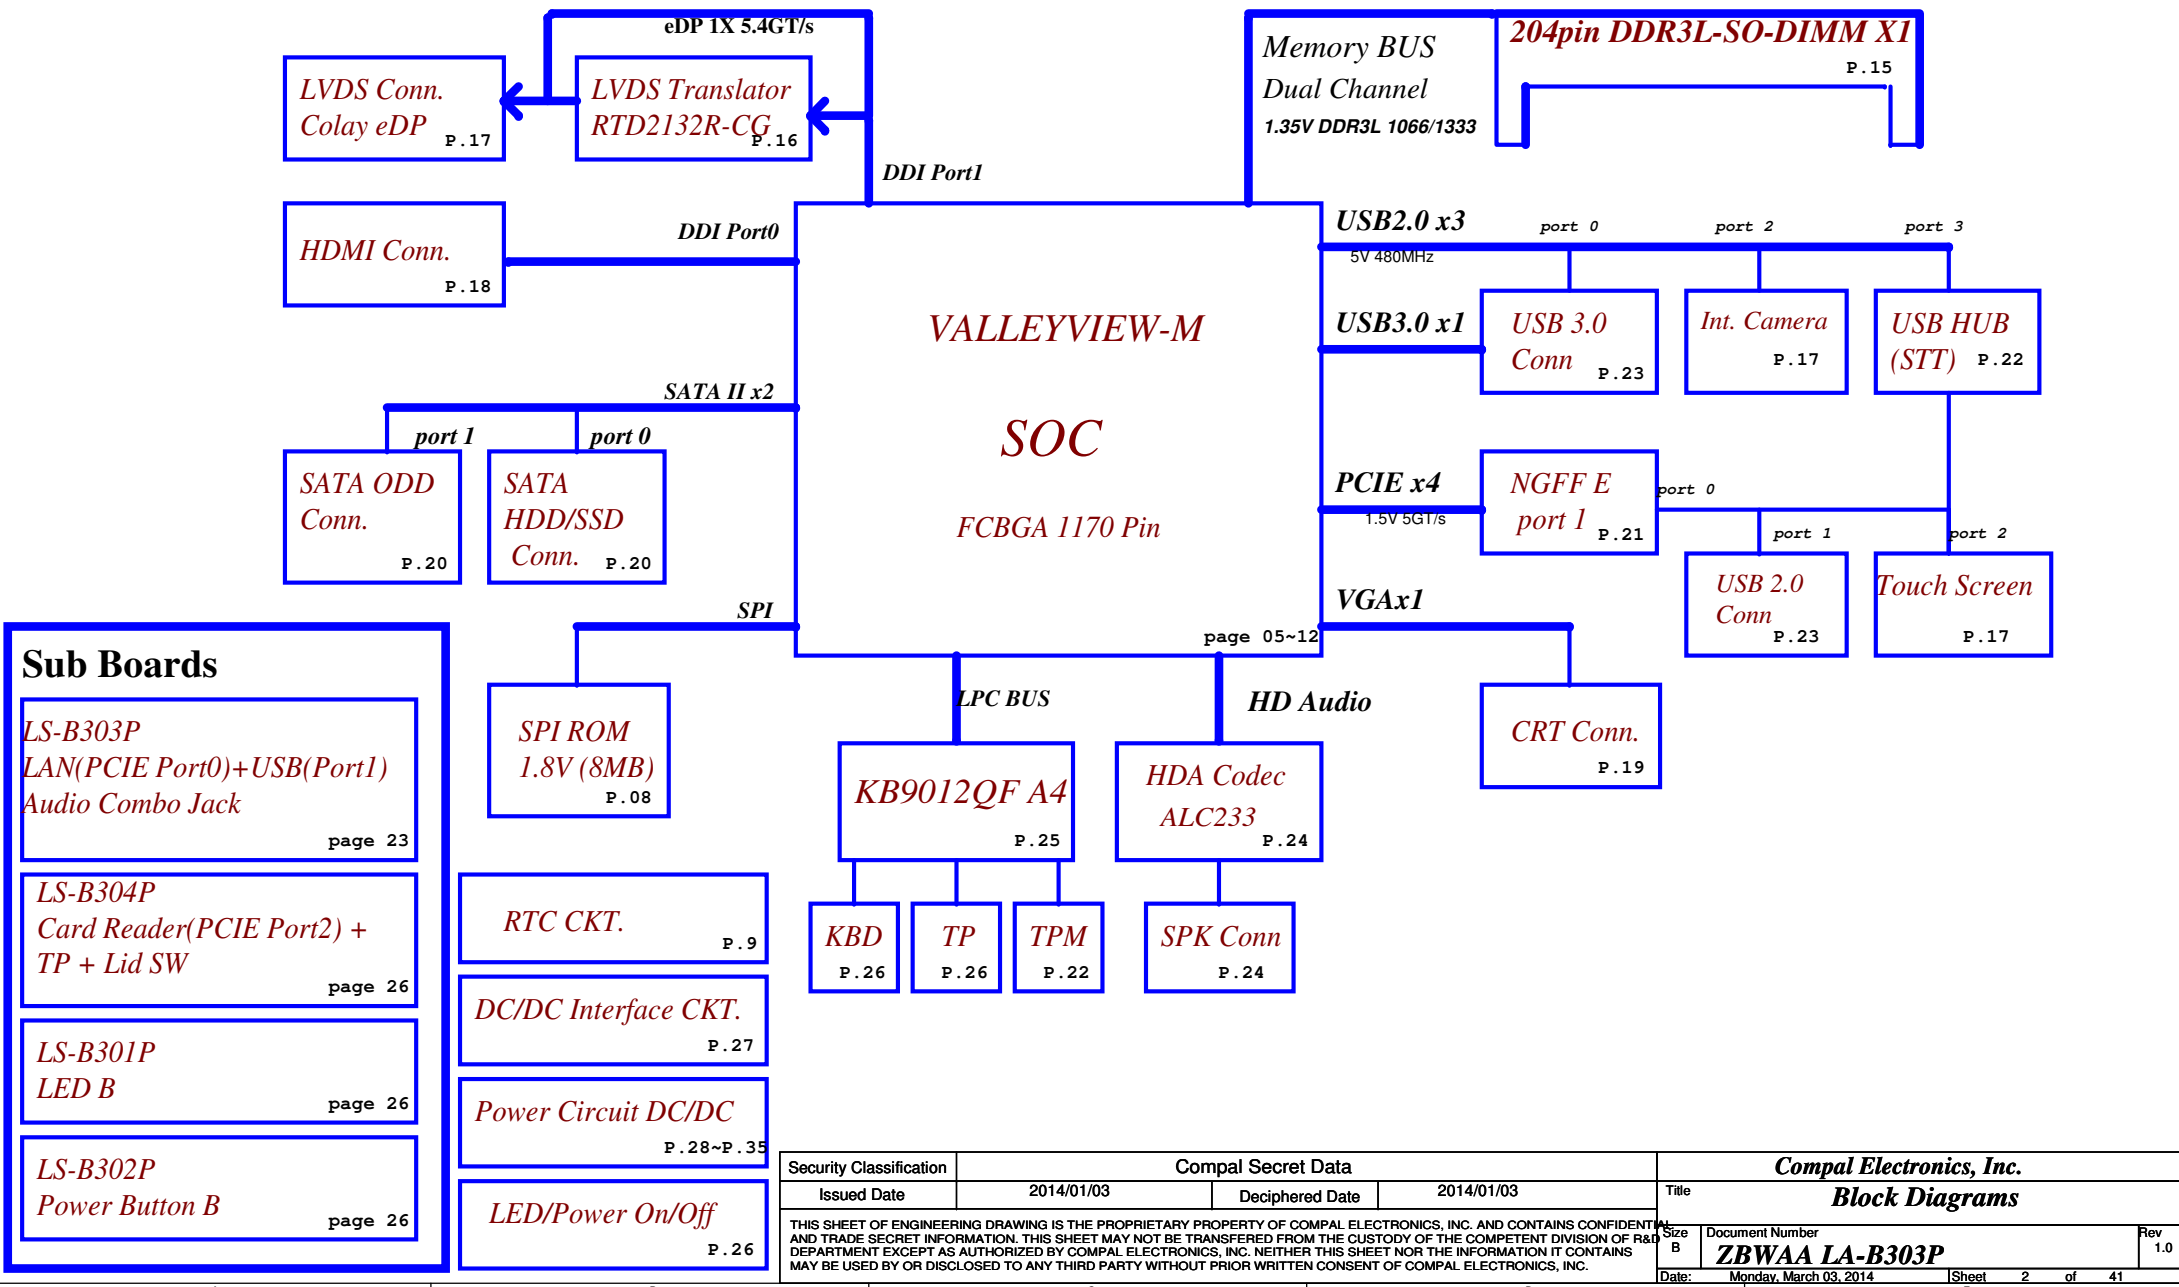 eDP 1X 5.4GT/s
LVDS Conn.
Colay eDP
P.17
LVDS Translator
RTD2132R-CG
P.16
DDI Port1
Memory BUS
Dual Channel
1.35V DDR3L 1066/1333
204pin DDR3L-SO-DIMM X1
P.15
HDMI Conn.
P.18
DDI Port0
USB2.0 x3
5V 480MHz
port 0
port 2
port 3
USB3.0 x1
USB 3.0
Conn
P.23
Int. Camera
P.17
USB HUB
(STT)
P.22
VALLEYVIEW-M
SOC
FCBGA 1170 Pin
page 05~12
SATA II x2
port 1
port 0
SATA ODD
Conn.
P.20
SATA
HDD/SSD
Conn.
P.20
PCIE x4
1.5V 5GT/s
NGFF E
port 1
P.21
port 0
port 1
port 2
USB 2.0
Conn
P.23
Touch Screen
P.17
SPI
VGAx1
SPI ROM
1.8V (8MB)
P.08
LPC BUS
HD Audio
KB9012QF A4
P.25
HDA Codec
ALC233
P.24
CRT Conn.
P.19
KBD
P.26
TP
P.26
TPM
P.22
SPK Conn
P.24
Sub Boards
LS-B303P
LAN(PCIE Port0)+USB(Port1)
Audio Combo Jack
page 23
LS-B304P
Card Reader(PCIE Port2) +
TP + Lid SW
page 26
LS-B301P
LED B
page 26
LS-B302P
Power Button B
page 26
RTC CKT.
P.9
DC/DC Interface CKT.
P.27
Power Circuit DC/DC
P.28~P.35
LED/Power On/Off
P.26
Security Classification
Compal Secret Data
Issued Date
2014/01/03
Deciphered Date
2014/01/03
THIS SHEET OF ENGINEERING DRAWING IS THE PROPRIETARY PROPERTY OF COMPAL ELECTRONICS, INC. AND CONTAINS CONFIDENTIAL
AND TRADE SECRET INFORMATION. THIS SHEET MAY NOT BE TRANSFERED FROM THE CUSTODY OF THE COMPETENT DIVISION OF R&D
DEPARTMENT EXCEPT AS AUTHORIZED BY COMPAL ELECTRONICS, INC. NEITHER THIS SHEET NOR THE INFORMATION IT CONTAINS
MAY BE USED BY OR DISCLOSED TO ANY THIRD PARTY WITHOUT PRIOR WRITTEN CONSENT OF COMPAL ELECTRONICS, INC.
Compal Electronics, Inc.
Title
Block Diagrams
Size
B
Document Number
ZBWAA LA-B303P
Rev
1.0
Date:
Monday, March 03, 2014
Sheet 2 of 41